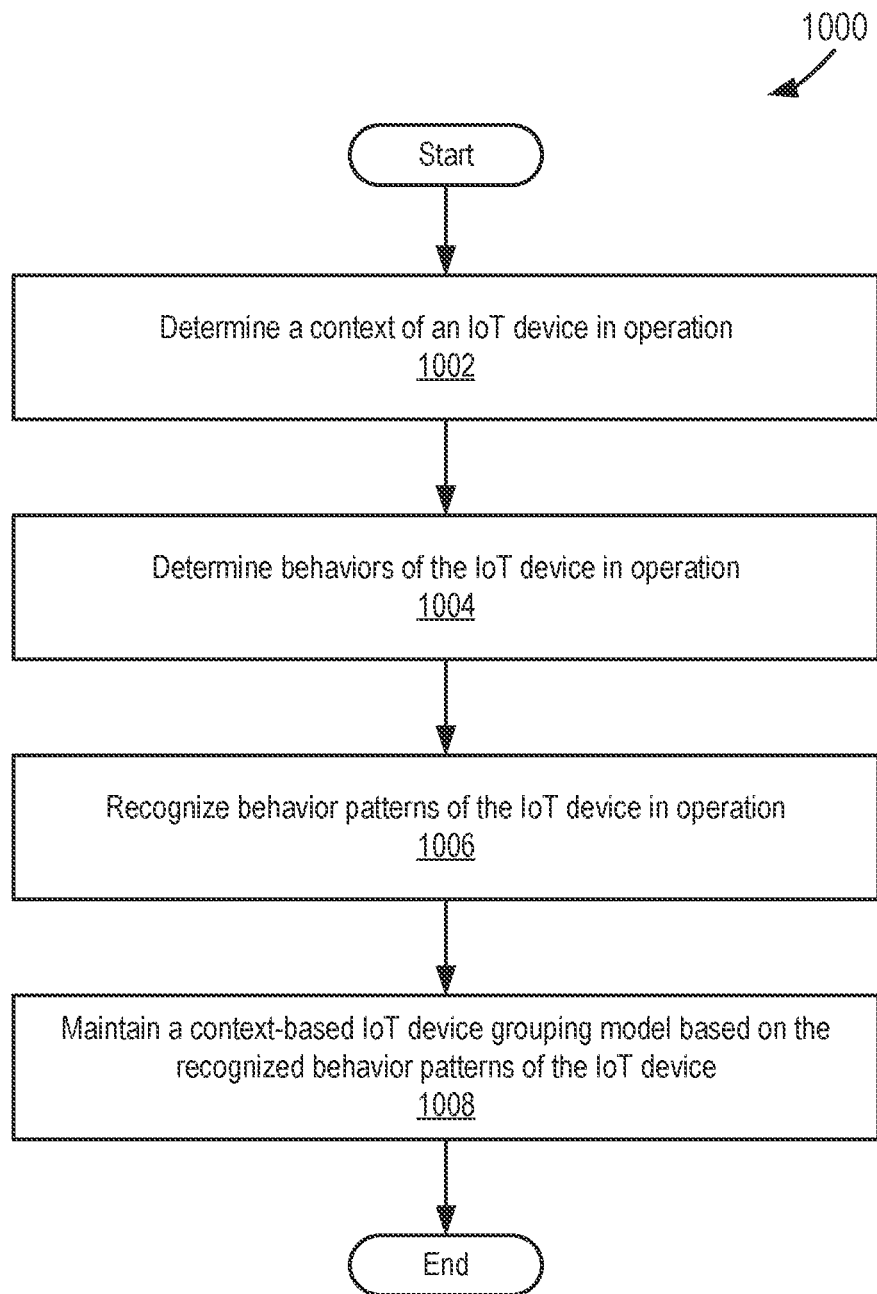 1000
Start
Determine a context of an IoT device in operation
1002
Determine behaviors of the IoT device in operation
1004
Recognize behavior patterns of the IoT device in operation
1006
Maintain a context-based IoT device grouping model based on the
recognized behavior patterns of the IoT device
1008
End